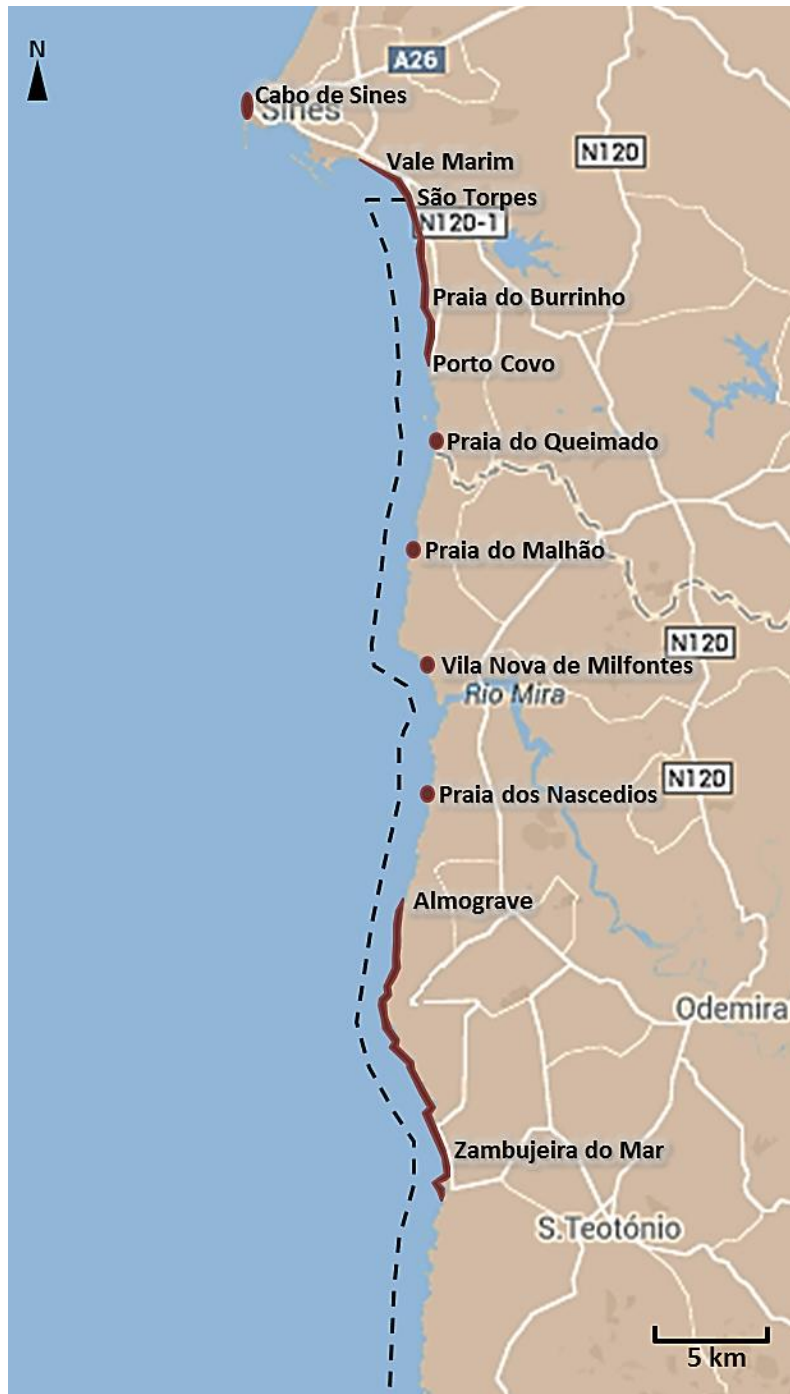 N
A26
Cabo de Sines
Sines
N120
Vale Marim
São Torpes
N120-1
Praia do Burrinho
Porto Covo
Praia do Queimado
Praia do Malhão
N120
Vila Nova de Milfontes
Rio Mira
N120
Praia dos Nascedios
Almograve
Odemira
Zambujeira do Mar
S.Teotónio
5 km